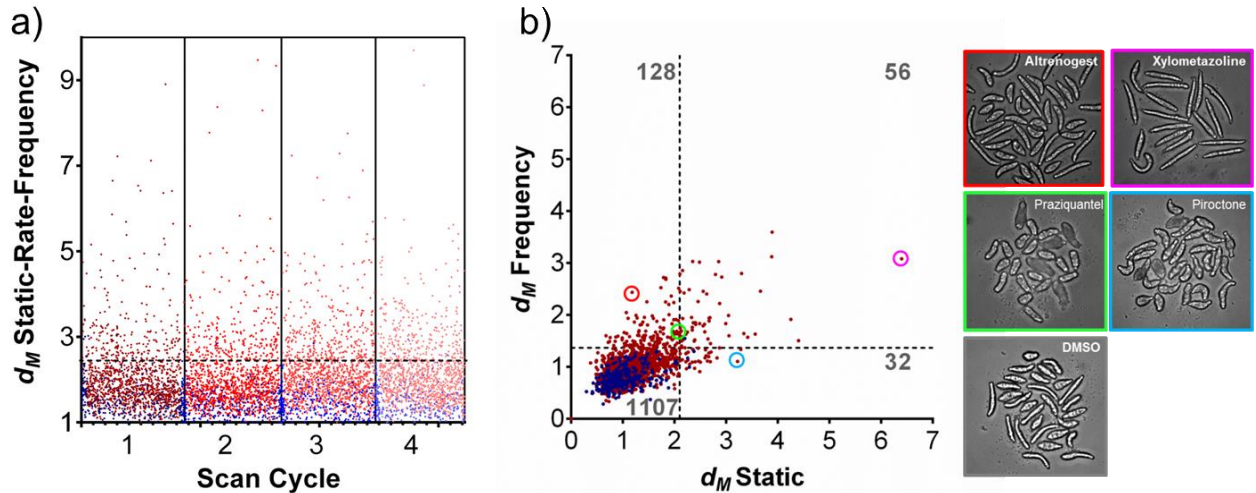 a)
d_M Static-Rate-Frequency
9
7
5
3
1
1 2 3 4
Scan Cycle
b)
d_M Frequency
7
6
5
4
3
2
1
0
128 56
32
1107
0 1 2 3 4 5 6 7
d_M Static
Altrenogest
Xylometazoline
Praziquantel
Piroctone
DMSO